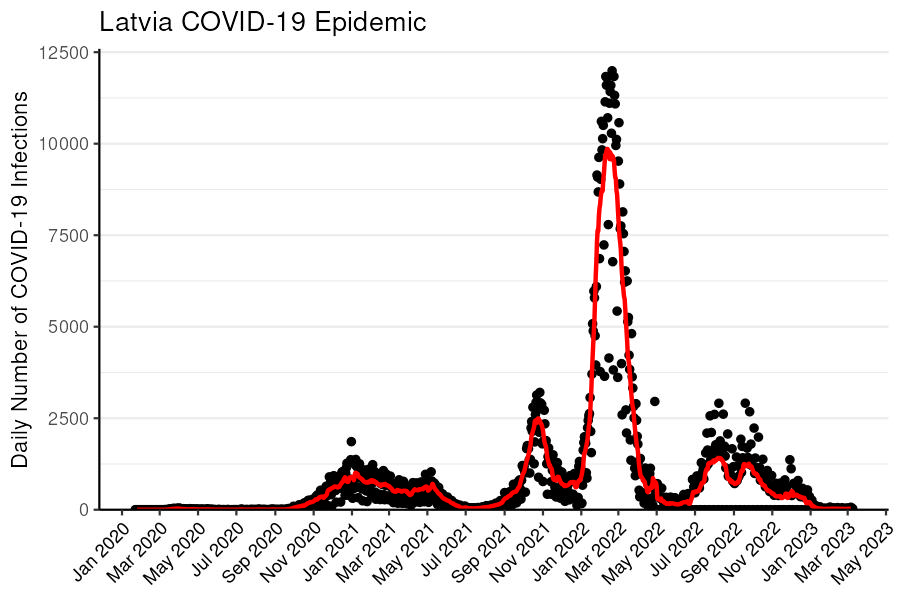 Latvia COVID-19 Epidemic
Daily Number of COVID-19 Infections
12500
10000
7500
5000
2500
0
Jan 2020
Mar 2020
May 2020
Jul 2020
Sep 2020
Nov 2020
Jan 2021
Mar 2021
May 2021
Jul 2021
Sep 2021
Nov 2021
Jan 2022
Mar 2022
May 2022
Jul 2022
Sep 2022
Nov 2022
Jan 2023
Mar 2023
May 2023